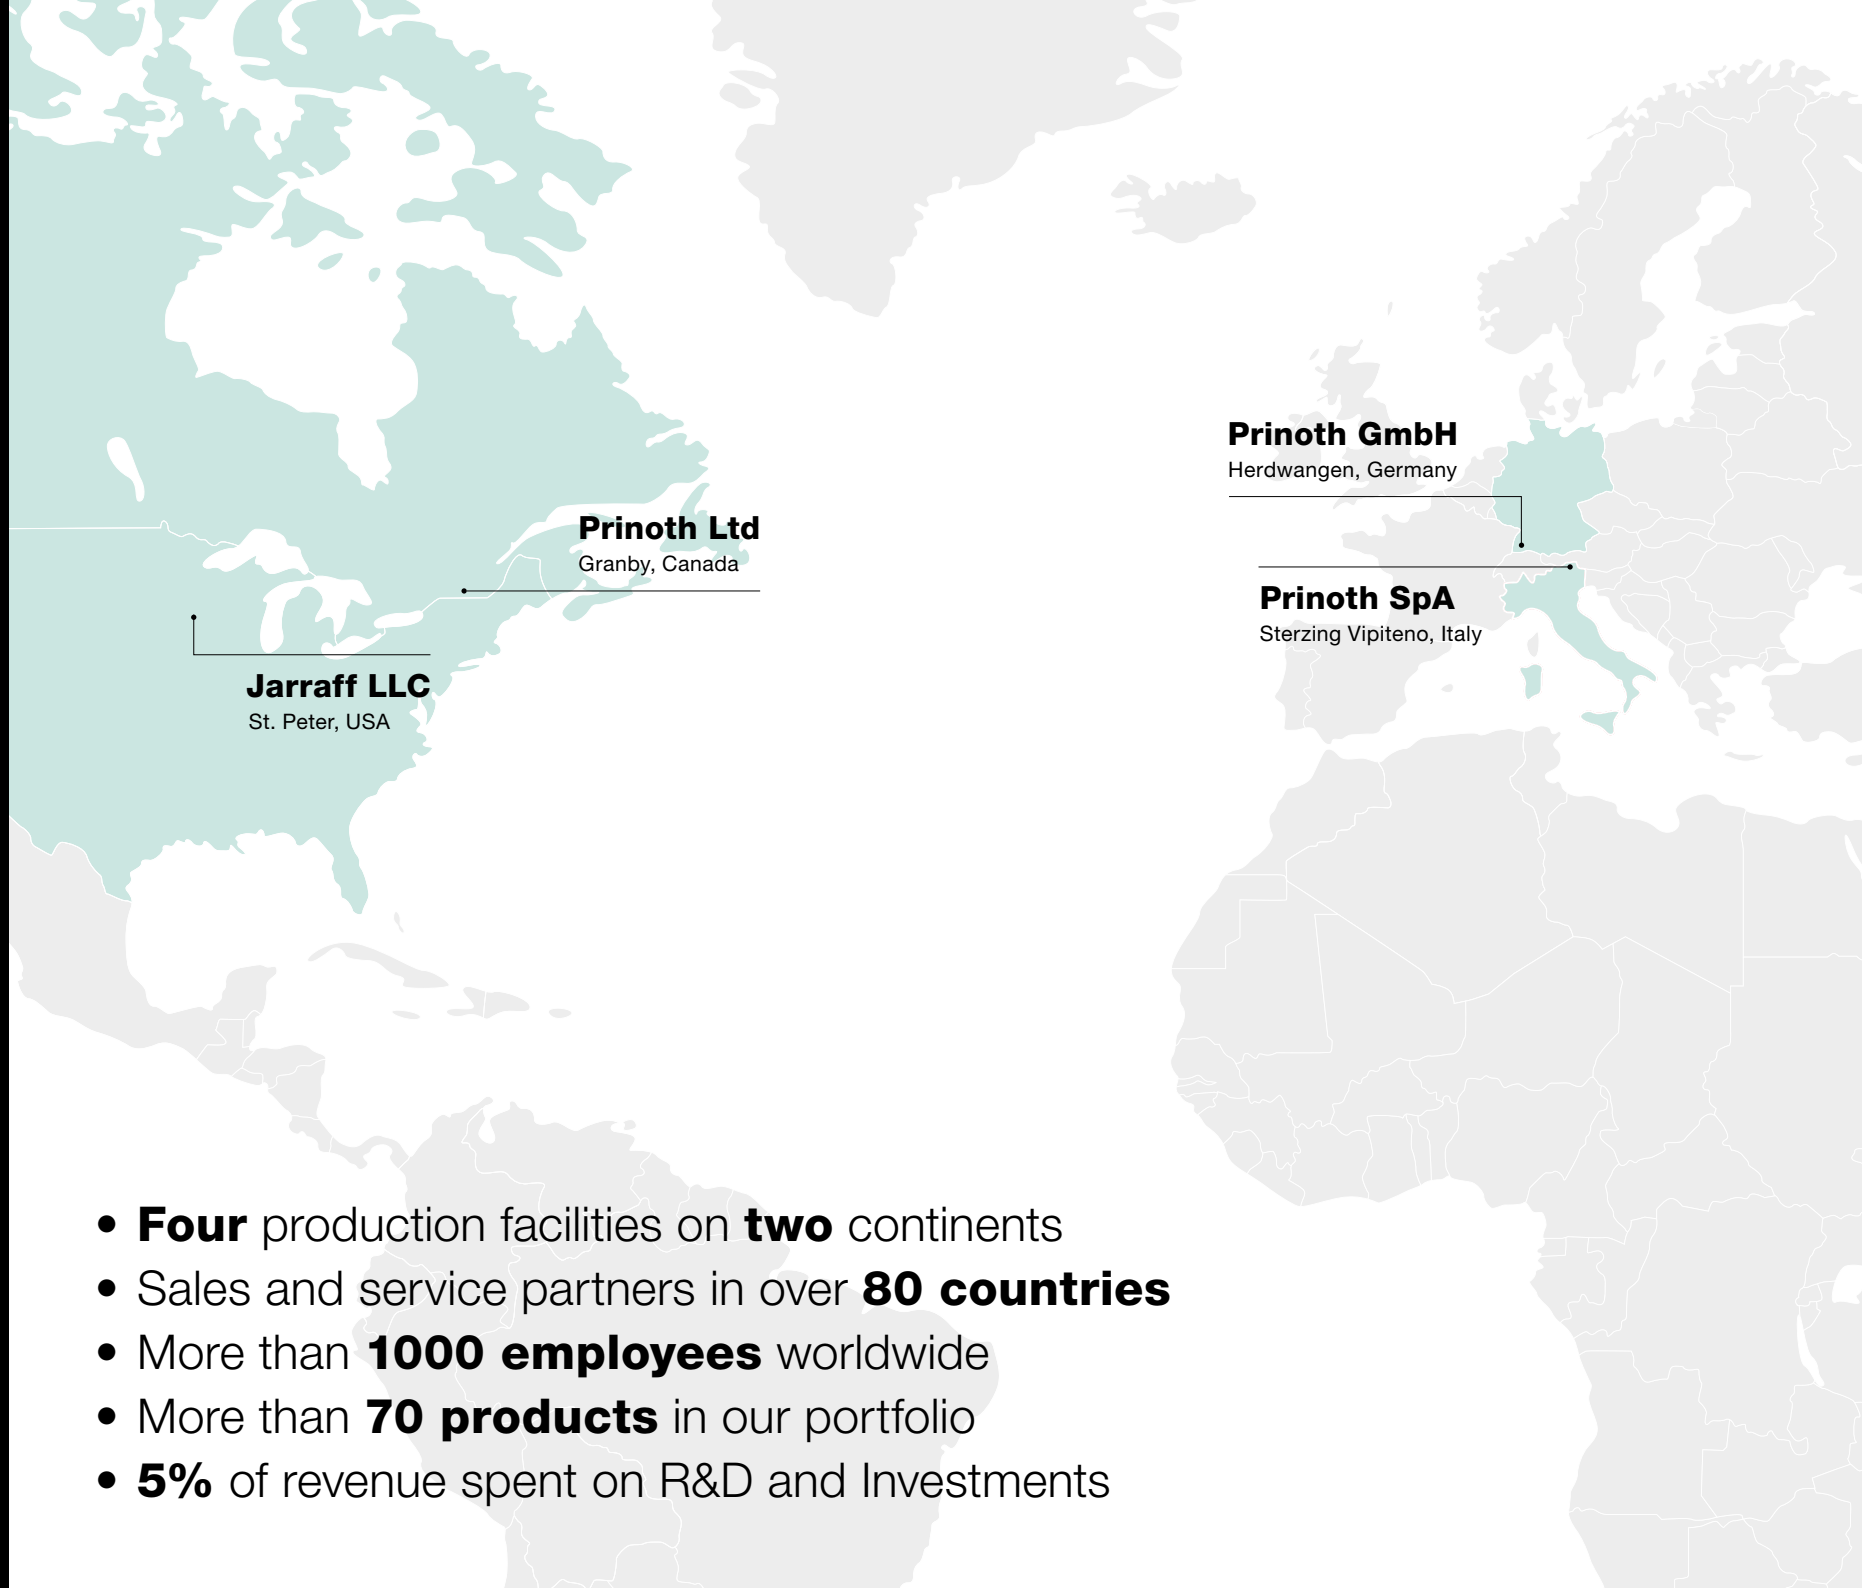 Prinoth GmbH
Herdwangen, Germany
Prinoth Ltd
Granby, Canada
Prinoth SpA
Sterzing Vipiteno, Italy
Jarraff LLC
St. Peter, USA
• Four production facilities on two continents
• Sales and service partners in over 80 countries
• More than 1000 employees worldwide
• More than 70 products in our portfolio
• 5% of revenue spent on R&D and Investments